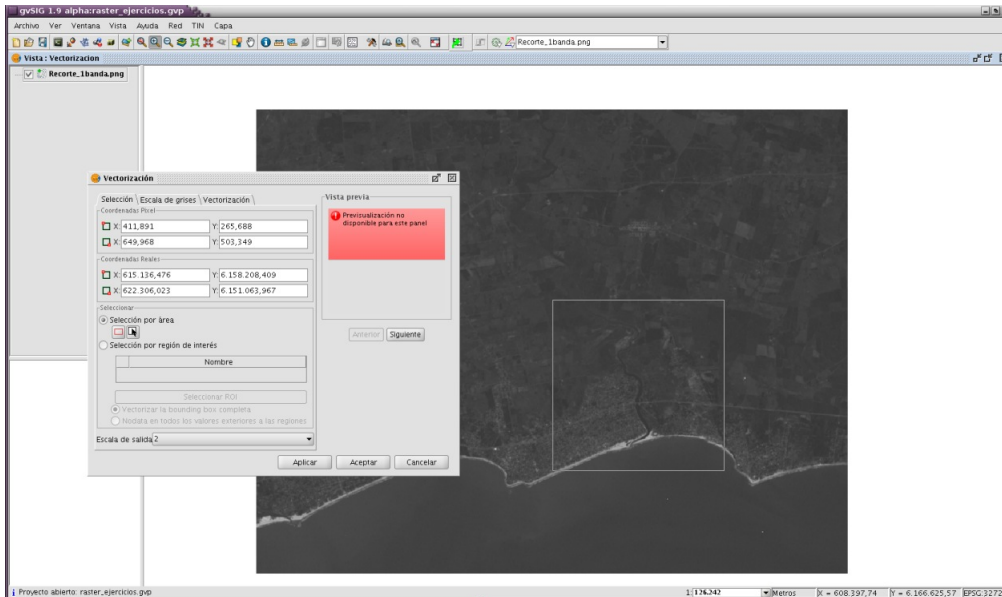 gvSIG 1.9 alpha:raster_ejercicios.gvp
Archivo Ver Ventana Vista Ayuda Red TIN Capa
Recorte_1banda.png
Vista : Vectorizacion
Recorte_1banda.png
Vectorización
Selección Escala de grises Vectorización
Coordenadas Pixel
X: 411,891 Y: 265,688
X: 649,968 Y: 503,349
Coordenadas Reales
X: 615.136,476 Y: 6.158.208,409
X: 622.306,023 Y: 6.151.063,967
Seleccionar
Selección por área
Selección por región de interés
Nombre
Seleccionar ROI
Vectorizar la bounding box completa
Nodata en todos los valores exteriores a las regiones
Escala de salida 2
Vista previa
Previsualización no
disponible para este panel
Anterior Siguiente
Aplicar Aceptar Cancelar
Proyecto abierto: raster_ejercicios.gvp
1: 126.242 Metros X = 608.397,74 Y = 6.166.625,57 EPSG:3272